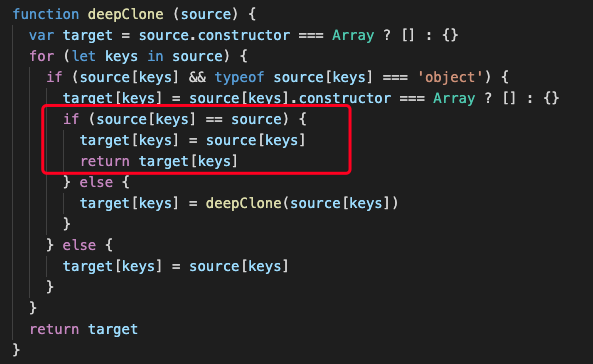 function deepClone (source) {
  var target = source.constructor === Array ? [] : {}
  for (let keys in source) {
    if (source[keys] && typeof source[keys] === 'object') {
      target[keys] = source[keys].constructor === Array ? [] : {}
      if (source[keys] == source) {
        target[keys] = source[keys]
        return target[keys]
      } else {
        target[keys] = deepClone(source[keys])
      }
    } else {
      target[keys] = source[keys]
    }
  }
  return target
}